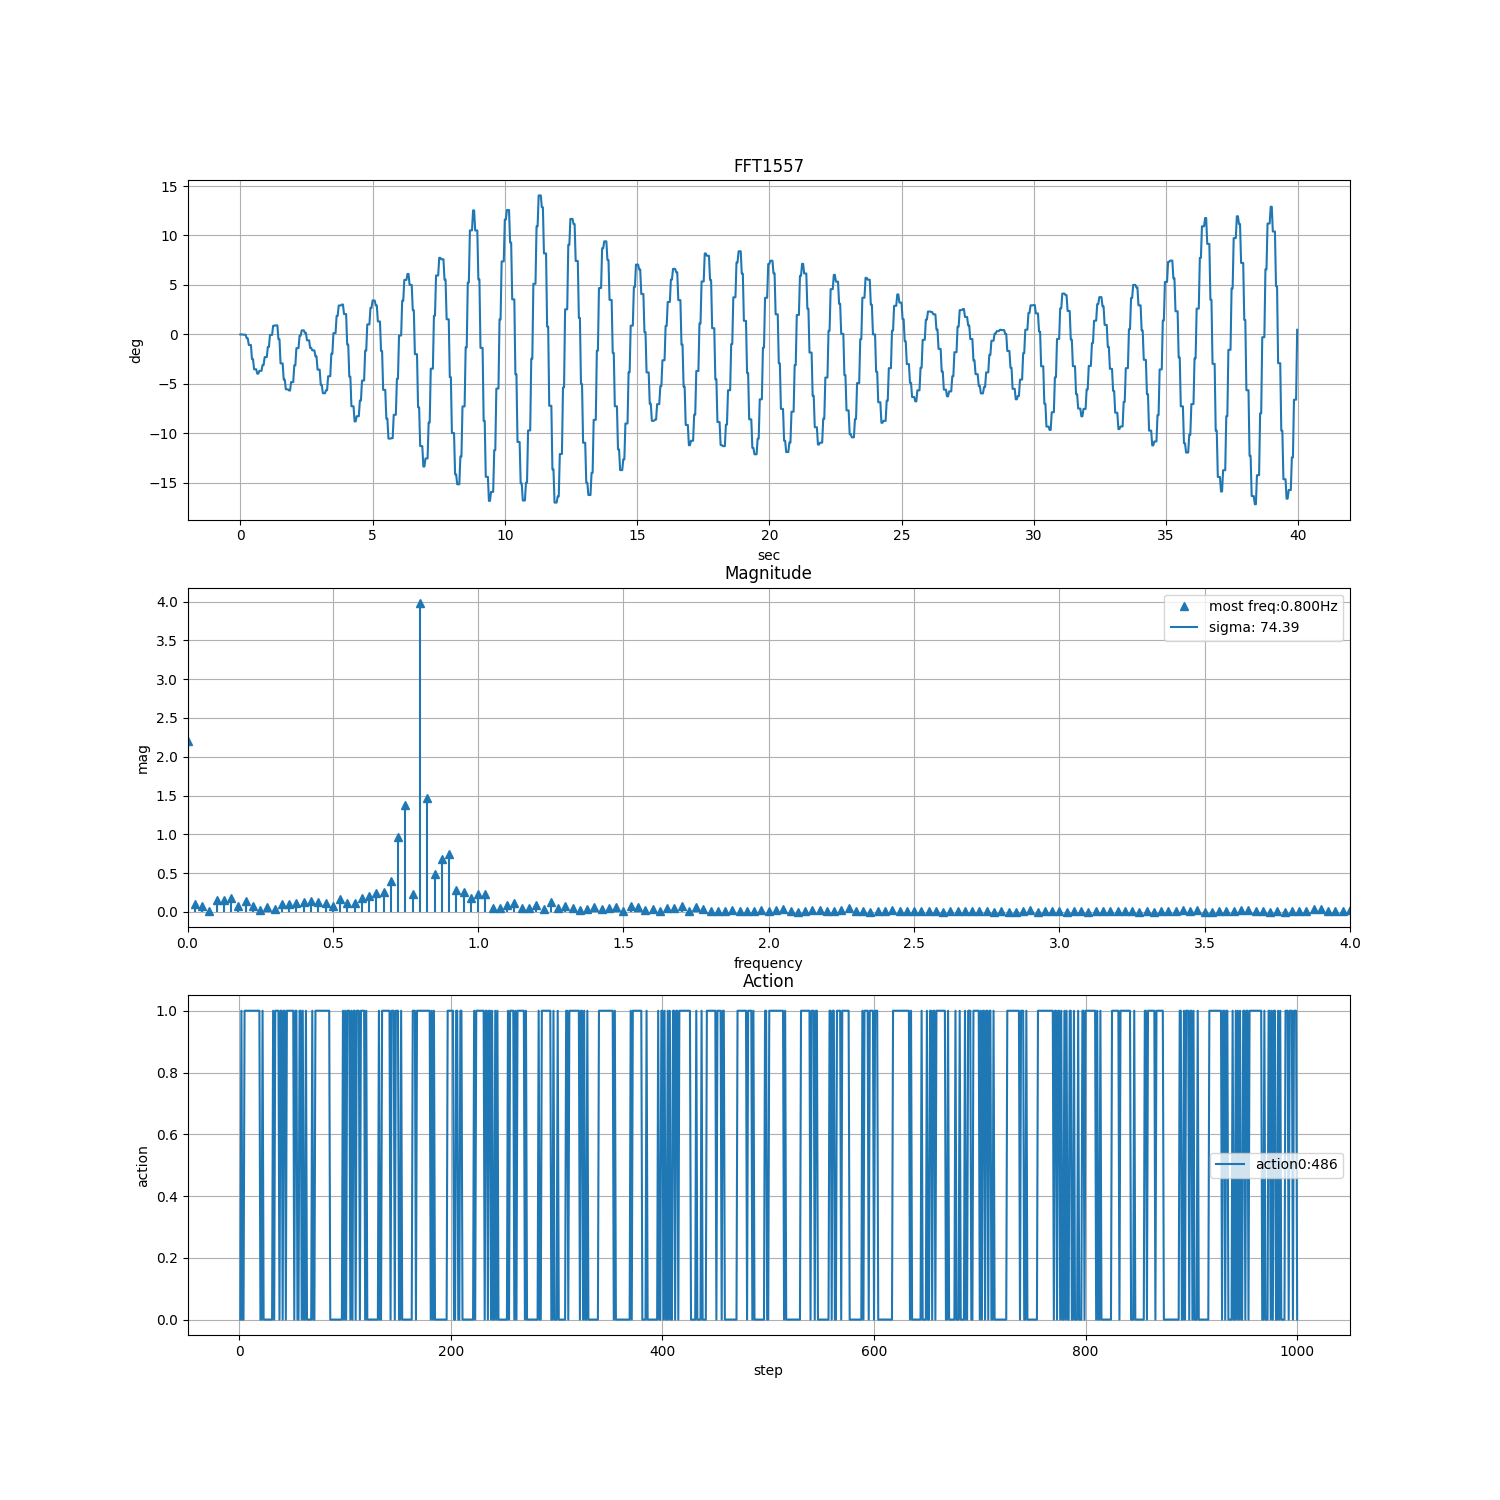 FFT1557
15
10
5
0
−5
−10
−15
deg
0 5 10 15 20 25 30 35 40
sec
Magnitude
4.0
3.5
3.0
2.5
2.0
1.5
1.0
0.5
0.0
mag
most freq:0.800Hz
sigma: 74.39
0.0 0.5 1.0 1.5 2.0 2.5 3.0 3.5 4.0
frequency
Action
1.0
0.8
0.6
0.4
0.2
0.0
action
action0:486
0 200 400 600 800 1000
step